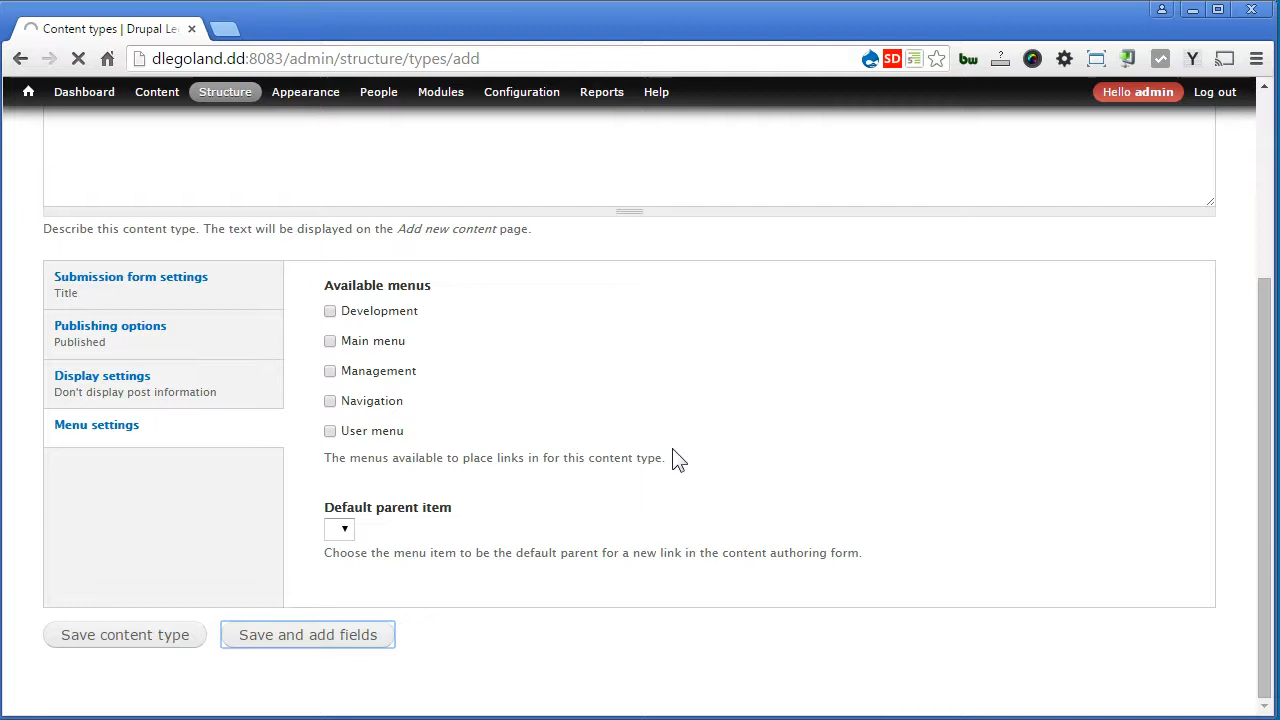 Content types | Drupal Le
dleggland.dd:8083/admin/structure/types/add
SD
bw
?
Y
Dashboard Content Structure Appearance People Modules Configuration Reports Help Hello admin Log out
Describe this content type. The text will be displayed on the Add new content page.
Submission form settings
Title
Publishing options
Published
Display settings
Don't display post information
Menu settings
Available menus
Development
Main menu
Management
Navigation
User menu
The menus available to place links in for this content type.
Default parent item
Choose the menu item to be the default parent for a new link in the content authoring form.
Save content type Save and add fields